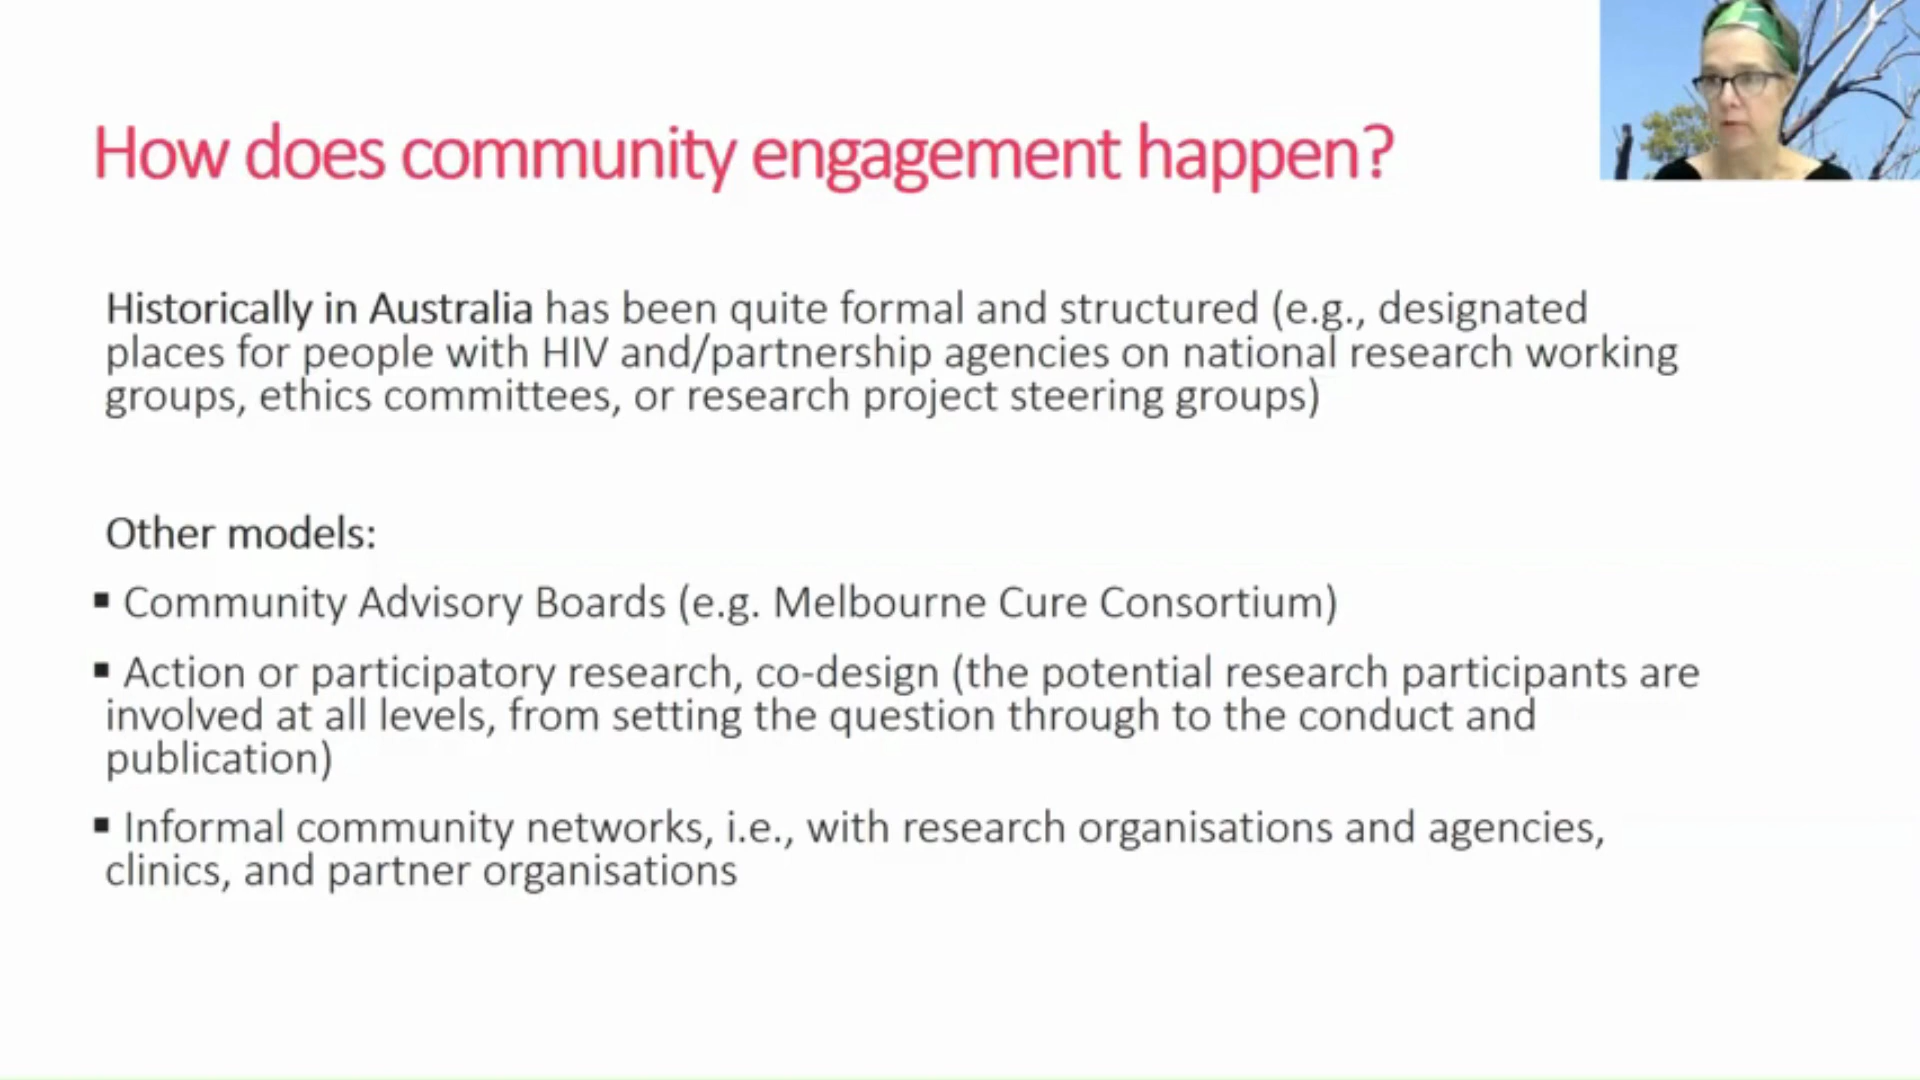 How does community engagement happen?
Historically in Australia has been quite formal and structured (e.g., designated
places for people with HIV and/partnership agencies on national research working
groups, ethics committees, or research project steering groups)
Other models:
▪ Community Advisory Boards (e.g. Melbourne Cure Consortium)
▪ Action or participatory research, co-design (the potential research participants are
involved at all levels, from setting the question through to the conduct and
publication)
▪ Informal community networks, i.e., with research organisations and agencies,
clinics, and partner organisations